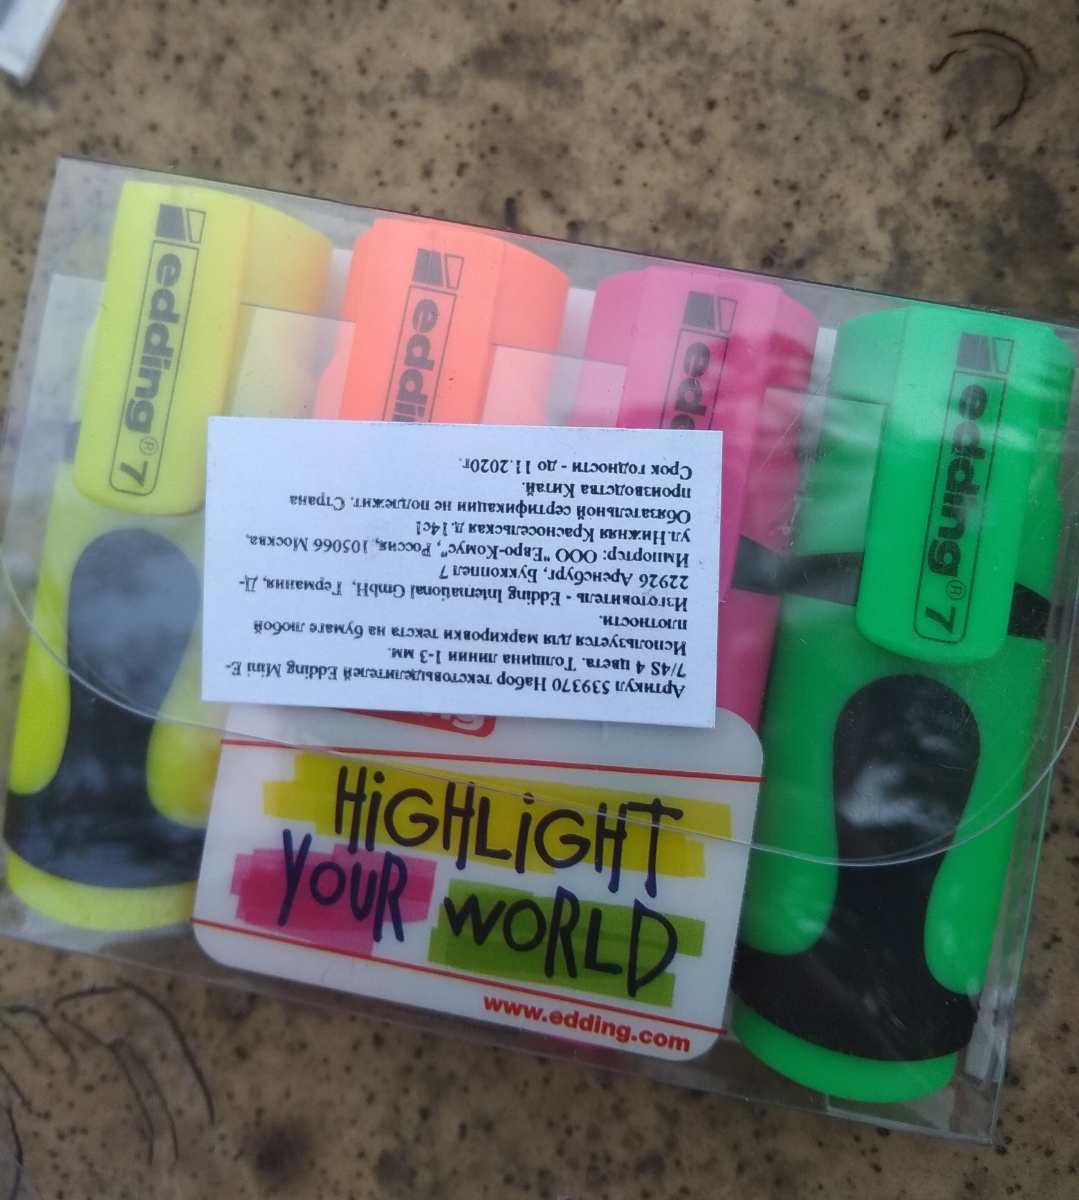 edding® 7
edding
edd
edding® 7
Артикул 539370 Набор текстовыделителей Edding Mini E-
7/4S 4 цвета. Толщина линии 1-3 мм.
Используется для маркировки текста на бумаге любой
плотности.
Изготовитель - Edding International GmbH, Германия, Д-
22926 Аренсбург, Буккоппел 7
Импортер: ООО "Евро-Комус", Россия, 105066 Москва,
ул.Нижняя Красносельская д.14с1
Обязательной сертификации не подлежит. Страна
производства Китай.
Срок годности - до 11.2020г.
HiGHLiGHT
YOUR WORLD
www.edding.com